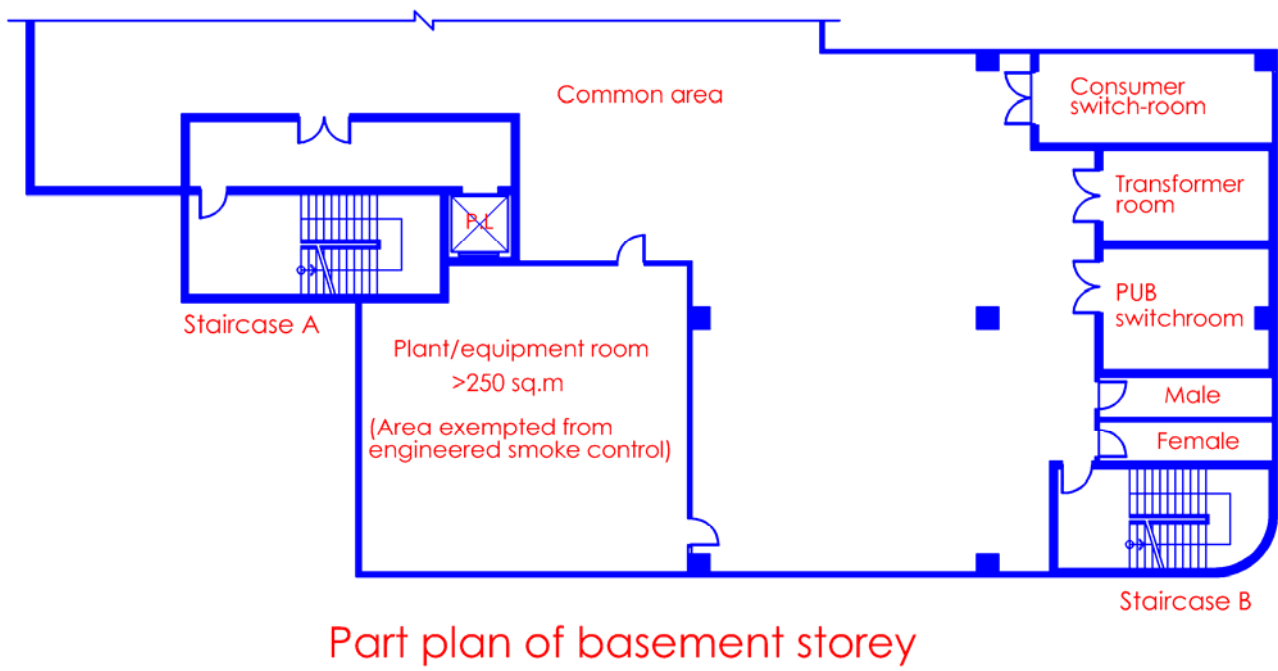 Common area
Consumer
switch-room
Transformer
room
P.L
PUB
switchroom
Staircase A
Plant/equipment room
>250 sq.m
(Area exempted from
engineered smoke control)
Male
Female
Staircase B
Part plan of basement storey